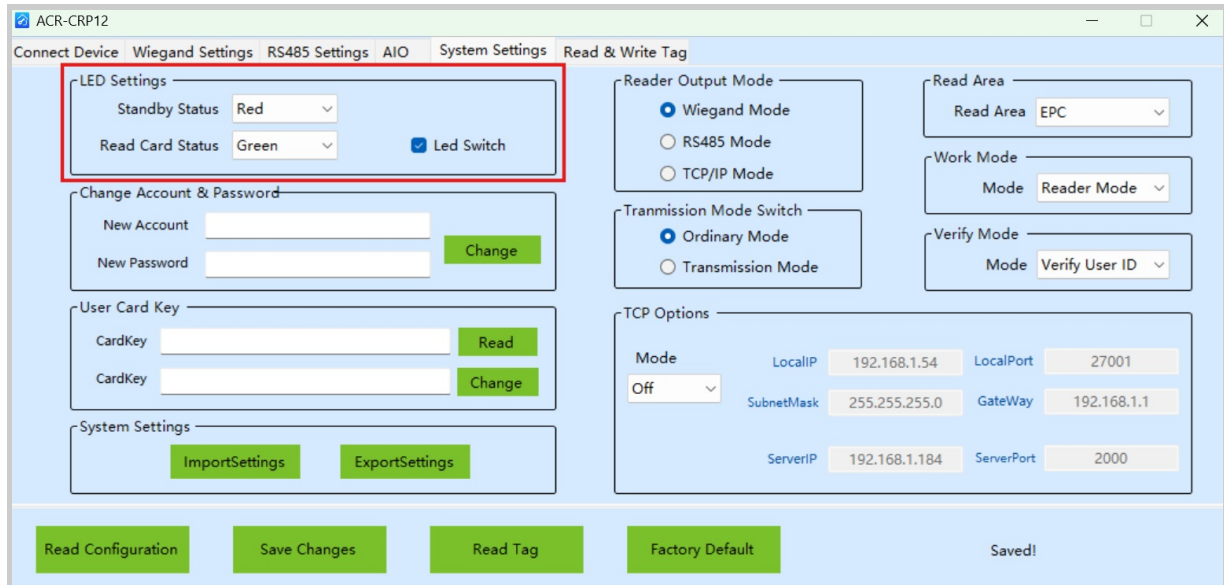 ACR-CRP12
Connect Device Wiegand Settings RS485 Settings AIO System Settings Read & Write Tag
LED Settings
Standby Status Red
Read Card Status Green Led Switch
Change Account & Password
New Account
New Password
Change
User Card Key
CardKey Read
CardKey Change
System Settings
ImportSettings ExportSettings
Reader Output Mode
Wiegand Mode
RS485 Mode
TCP/IP Mode
Tranmission Mode Switch
Ordinary Mode
Transmission Mode
Read Area
Read Area EPC
Work Mode
Mode Reader Mode
Verify Mode
Mode Verify User ID
TCP Options
Mode
Off
LocalIP 192.168.1.54 LocalPort 27001
SubnetMask 255.255.255.0 GateWay 192.168.1.1
ServerIP 192.168.1.184 ServerPort 2000
Read Configuration Save Changes Read Tag Factory Default Saved!